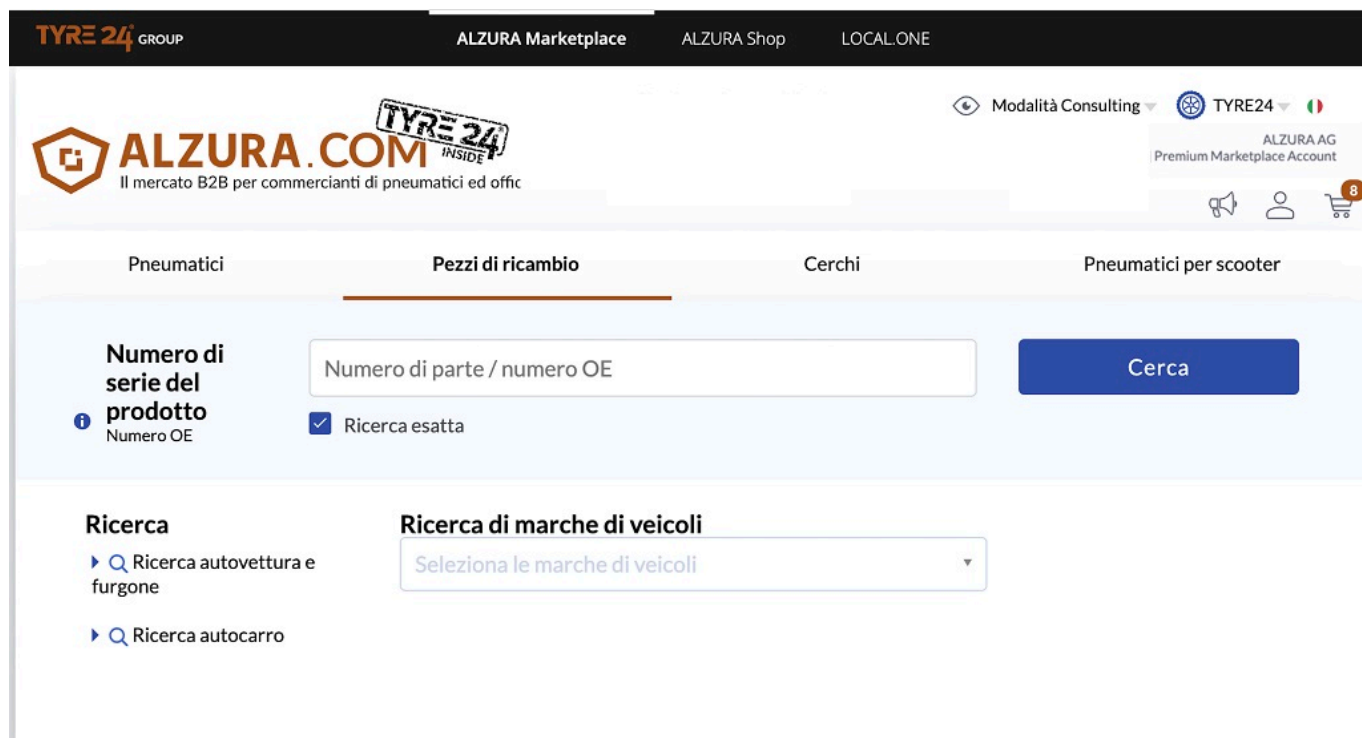 TYRE 24 GROUP
ALZURA Marketplace
ALZURA Shop
LOCAL.ONE
Modalità Consulting
TYRE24
ALZURA AG
Premium Marketplace Account
ALZURA.COM
TYRE 24
INSIDE
Il mercato B2B per commercianti di pneumatici ed offic
8
Pneumatici
Pezzi di ricambio
Cerchi
Pneumatici per scooter
Numero di
serie del
prodotto
Numero OE
Numero di parte / numero OE
Cerca
Ricerca esatta
Ricerca
Ricerca autovettura e
furgone
Ricerca autocarro
Ricerca di marche di veicoli
Seleziona le marche di veicoli